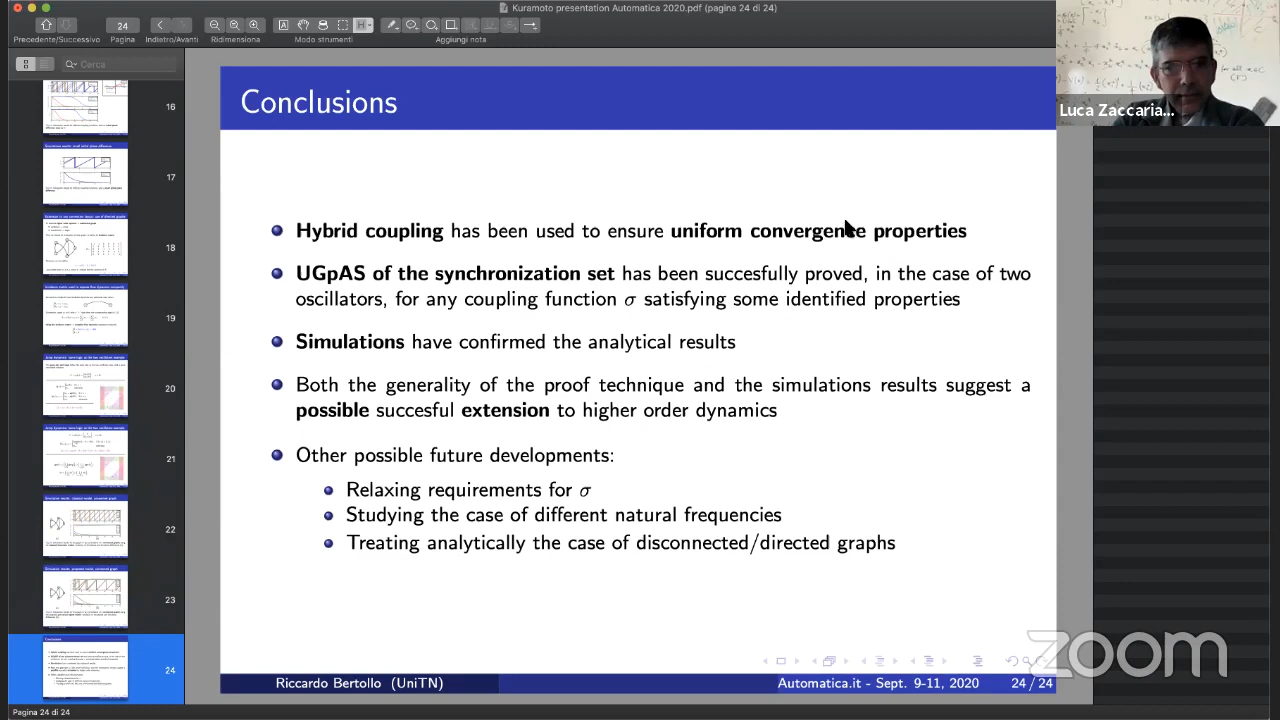 Kuramoto presentation Automatica 2020.pdf (pagina 24 di 24)
24
Precedente/Successivo Pagina Indietro/Avanti Ridimensiona Modo strumenti Aggiungi nota
Cerca
16
17
18
19
20
21
22
23
24
Conclusions
Hybrid coupling has been used to ensure uniform convergence properties
UGpAS of the synchronization set has been succesfully proved, in the case of two
oscillators, for any coupling function σ satisfying some identified properties
Simulations have confirmed the analytical results
Both the generality of the proof technique and the simulations results suggest a
possible succesful extension to higher order dynamics
Other possible future developments:
Relaxing requirements for σ
Studying the case of different natural frequencies
Treating analytically the case of disconnected/directed graphs
Riccardo Bertollo (UniTN) Automatica.it - Sept. 9-11, 2020 24 / 24
Luca Zaccaria...
zoom
Pagina 24 di 24